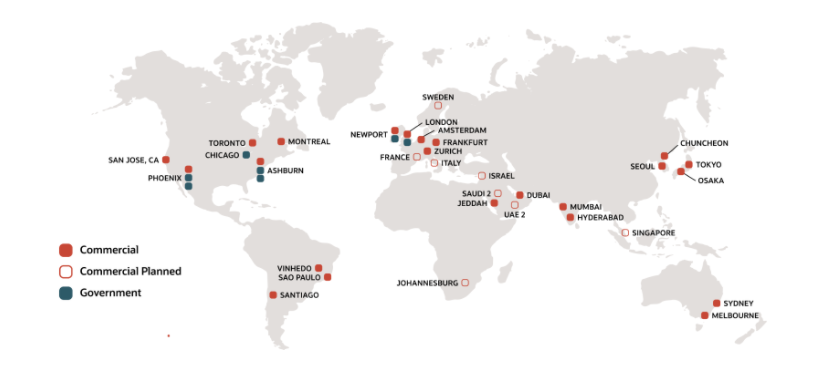 SWEDEN
LONDON
NEWPORT
AMSTERDAM
TORONTO
MONTREAL
FRANKFURT
CHUNCHEON
CHICAGO
ZURICH
SAN JOSE, CA
FRANCE
ITALY
SEOUL
TOKYO
PHOENIX
ASHBURN
ISRAEL
OSAKA
SAUDI 2
DUBAI
JEDDAH
UAE 2
MUMBAI
HYDERABAD
SINGAPORE
Commercial
Commercial Planned
Government
VINHEDO
SAO PAULO
JOHANNESBURG
SANTIAGO
SYDNEY
MELBOURNE